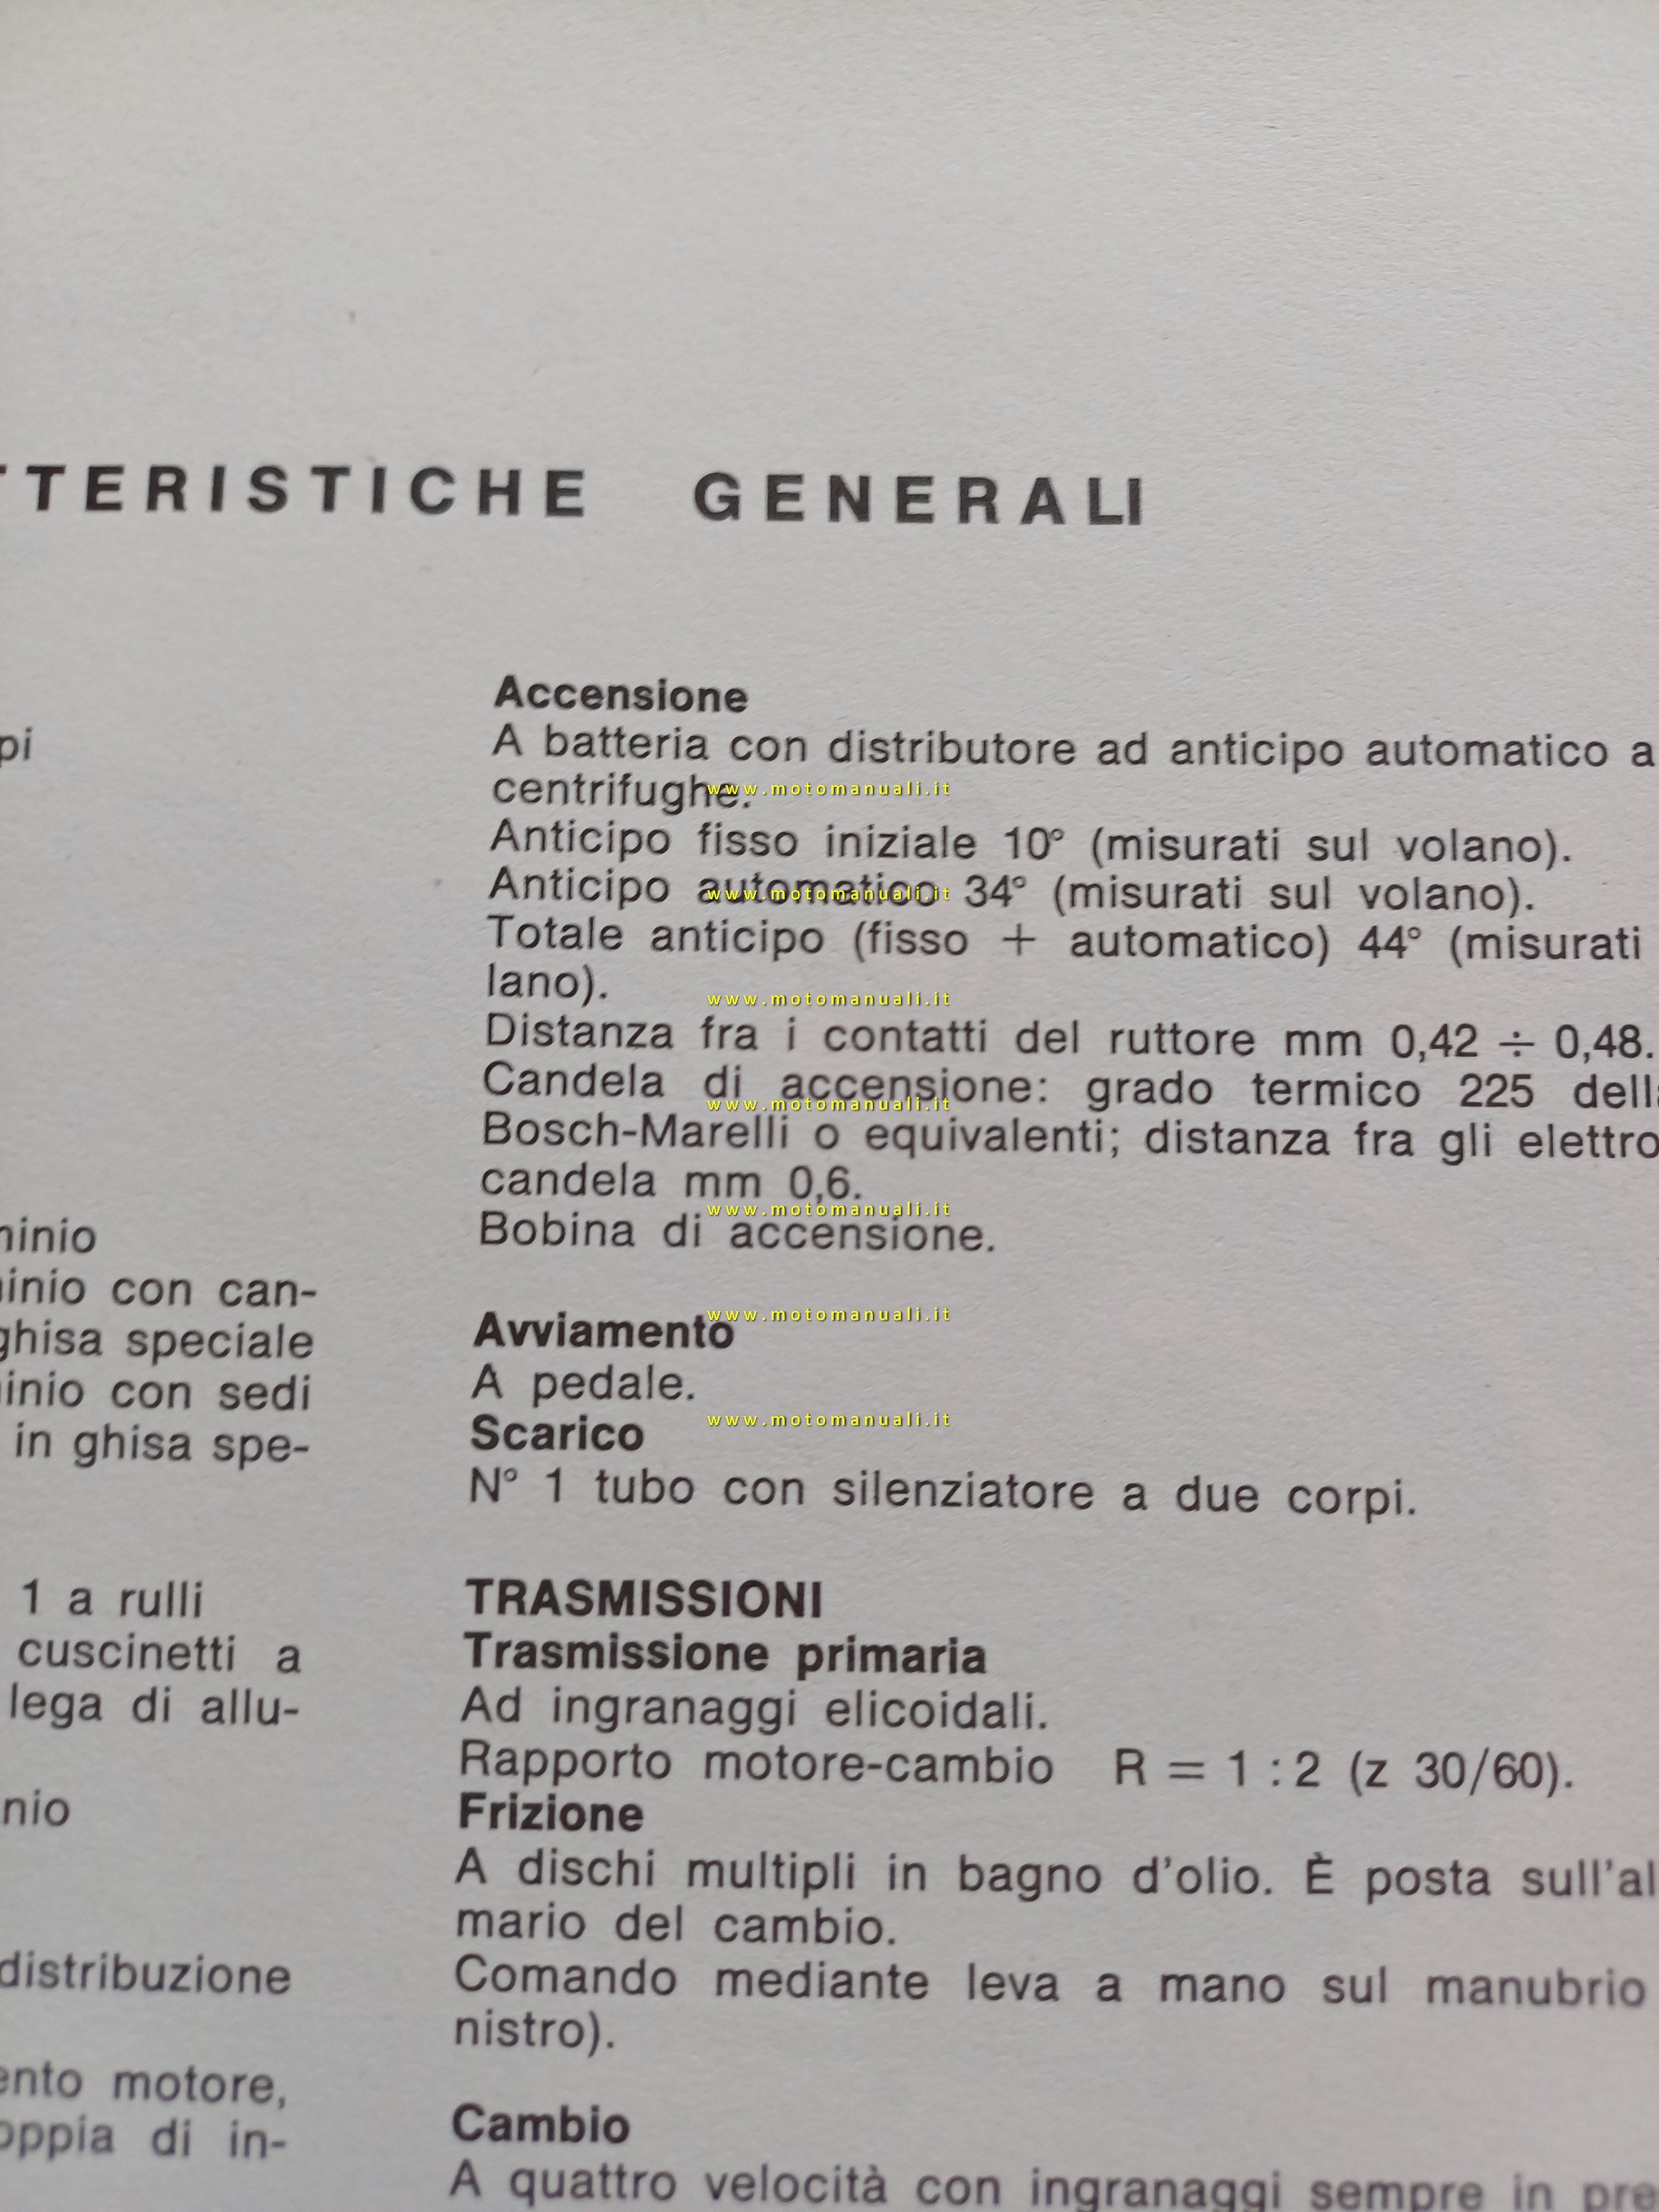 TTERISTICHE GENERALI
pi
minio
minio con can-
ghisa speciale
minio con sedi
in ghisa spe-
1 a rulli
cuscinetti a
lega di allu-
nio
distribuzione
ento motore,
oppia di in-
Accensione
A batteria con distributore ad anticipo automatico a
centrifughe.
Anticipo fisso iniziale 10° (misurati sul volano).
Anticipo automatico 34° (misurati sul volano).
Totale anticipo (fisso + automatico) 44° (misurati
lano).
Distanza fra i contatti del ruttore mm 0,42 ÷ 0,48.
Candela di accensione: grado termico 225 della
Bosch-Marelli o equivalenti; distanza fra gli elettro
candela mm 0,6.
Bobina di accensione.
Avviamento
A pedale.
Scarico
N° 1 tubo con silenziatore a due corpi.
TRASMISSIONI
Trasmissione primaria
Ad ingranaggi elicoidali.
Rapporto motore-cambio R = 1 : 2 (z 30/60).
Frizione
A dischi multipli in bagno d'olio. È posta sull'al
mario del cambio.
Comando mediante leva a mano sul manubrio
nistro).
Cambio
A quattro velocità con ingranaggi sempre in pre
www.motomanuali.it
www.motomanuali.it
www.motomanuali.it
www.motomanuali.it
www.motomanuali.it
www.motomanuali.it
www.motomanuali.it